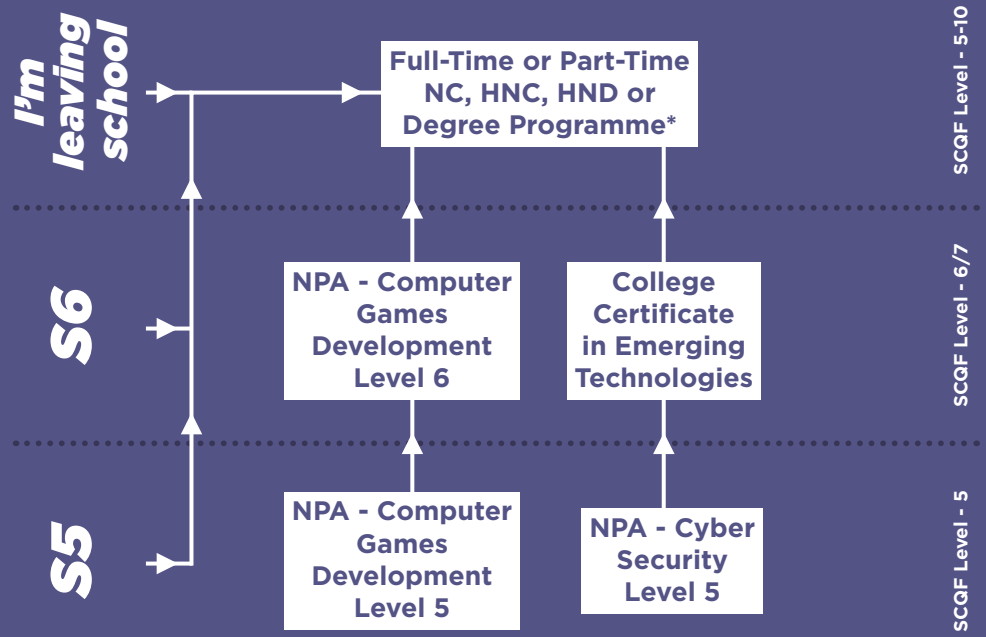 I'm
leaving
school
Full-Time or Part-Time
NC, HNC, HND or
Degree Programme*
SCQF Level - 5-10
S6
NPA - Computer
Games
Development
Level 6
College
Certificate
in Emerging
Technologies
SCQF Level - 6/7
S5
NPA - Computer
Games
Development
Level 5
NPA - Cyber
Security
Level 5
SCQF Level - 5